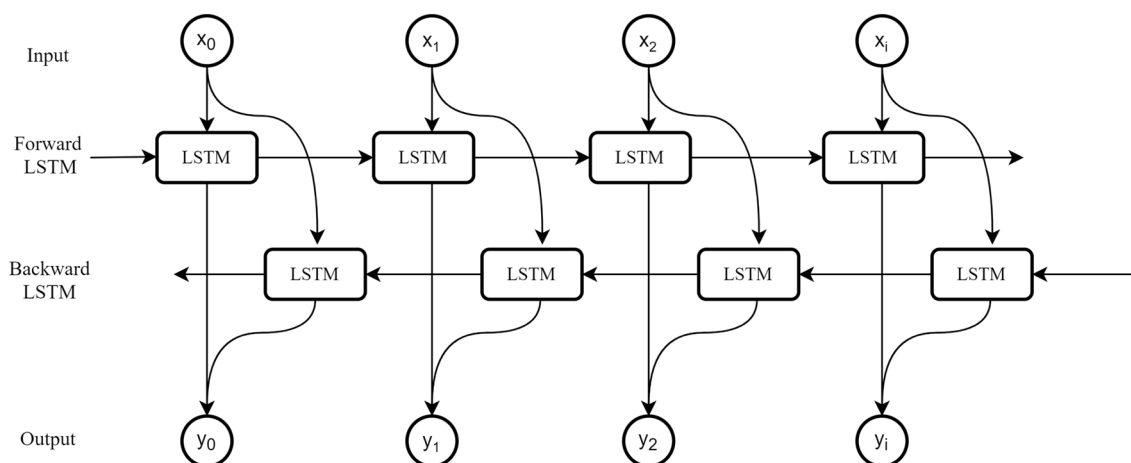 Input
x0
x1
x2
xi
Forward
LSTM
LSTM
LSTM
LSTM
LSTM
Backward
LSTM
LSTM
LSTM
LSTM
LSTM
Output
y0
y1
y2
yi